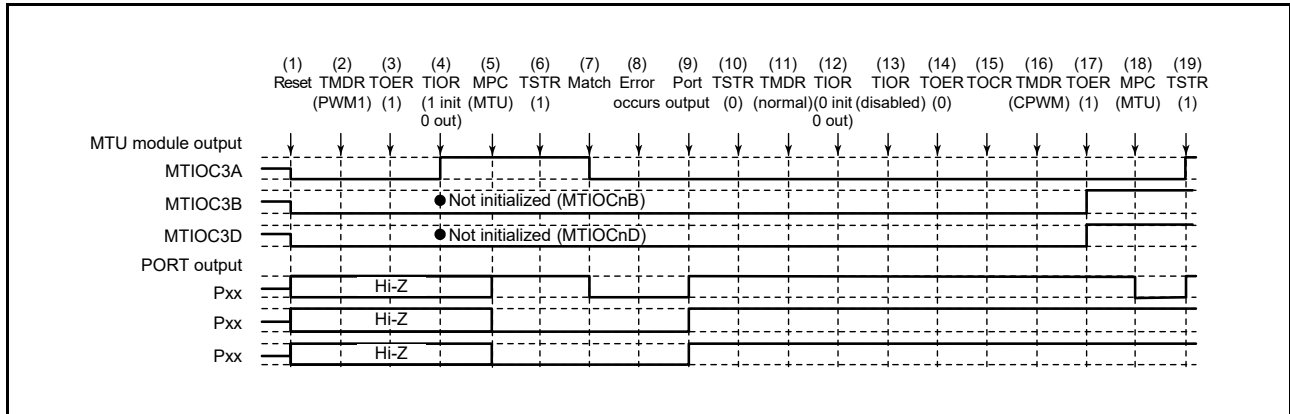 (1) (2) (3) (4) (5) (6) (7) (8) (9) (10) (11) (12) (13) (14) (15) (16) (17) (18) (19)
Reset TMDR TOER TIOR MPC TSTR Match Error Port TSTR TMDR TIOR TIOR TOER TOCR TMDR TOER MPC TSTR
(PWM1) (1) (1 init (MTU) (1) occurs output (0) (normal) (0 init (disabled) (0) (CPWM) (1) (MTU) (1)
0 out) 0 out)
MTU module output
MTIOC3A
MTIOC3B ● Not initialized (MTIOCnB)
MTIOC3D ● Not initialized (MTIOCnD)
PORT output
Pxx Hi-Z
Pxx Hi-Z
Pxx Hi-Z